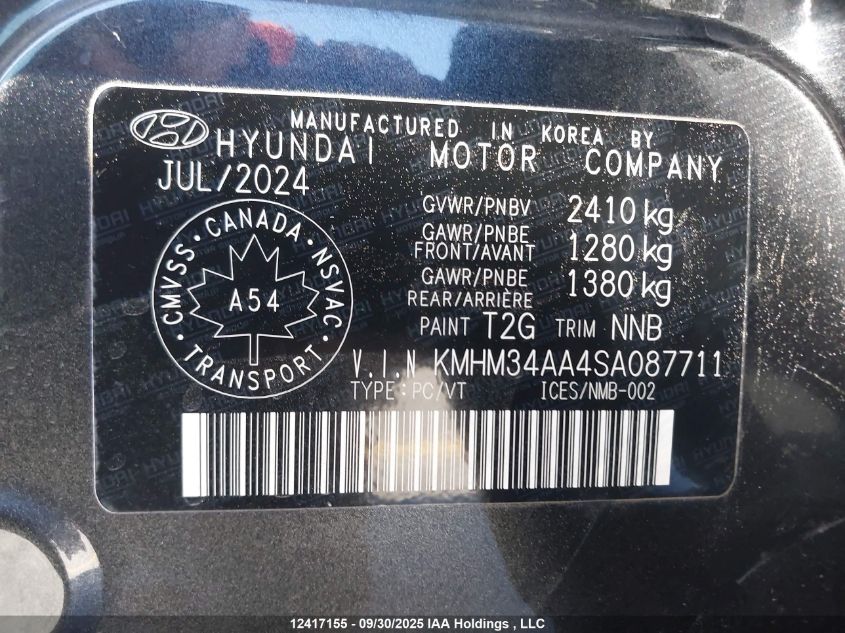 MANUFACTURED IN KOREA BY
HYUNDAI MOTOR COMPANY
JUL/2024
GVWR/PNBV 2410 kg
GAWR/PNBE
FRONT/AVANT 1280 kg
GAWR/PNBE
REAR/ARRIÈRE 1380 kg
PAINT T2G TRIM NNB
CMVSS · CANADA · NSVAC
A54
· TRANSPORT ·
V.I.N KMHM34AA4SA087711
TYPE:PC/VT ICES/NMB-002
12417155 - 09/30/2025 IAA Holdings , LLC